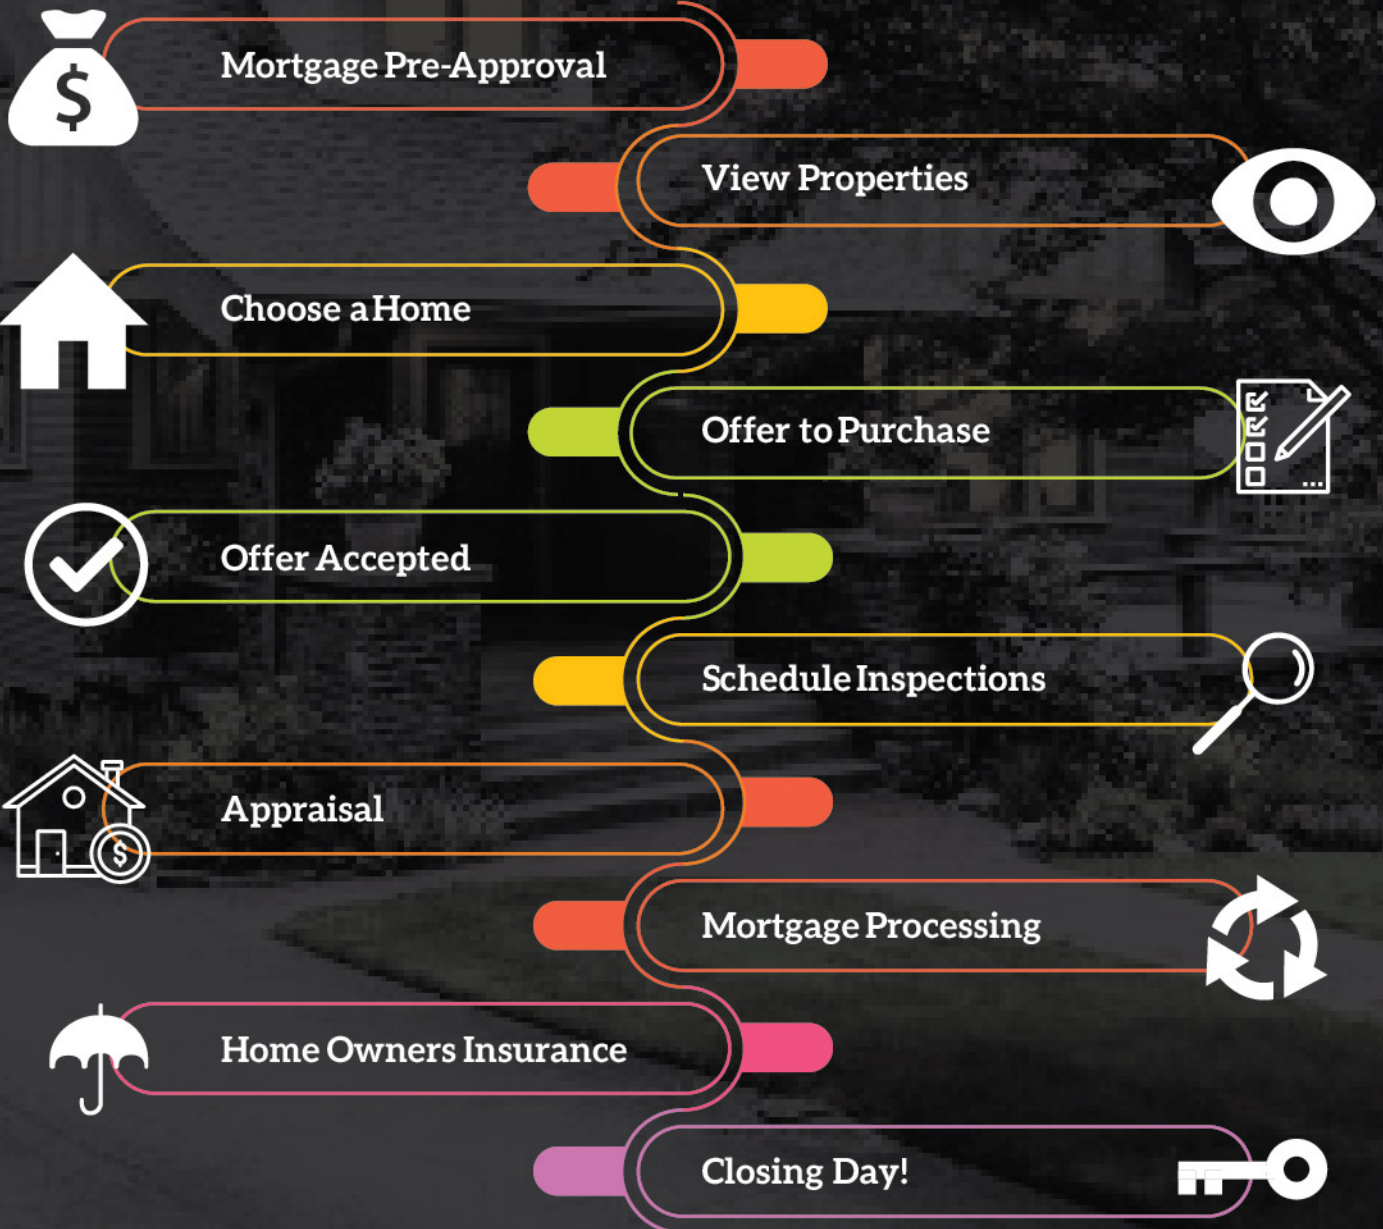 $
Mortgage Pre-Approval
View Properties
Choose a Home
Offer to Purchase
Offer Accepted
Schedule Inspections
Appraisal
$
Mortgage Processing
Home Owners Insurance
Closing Day!